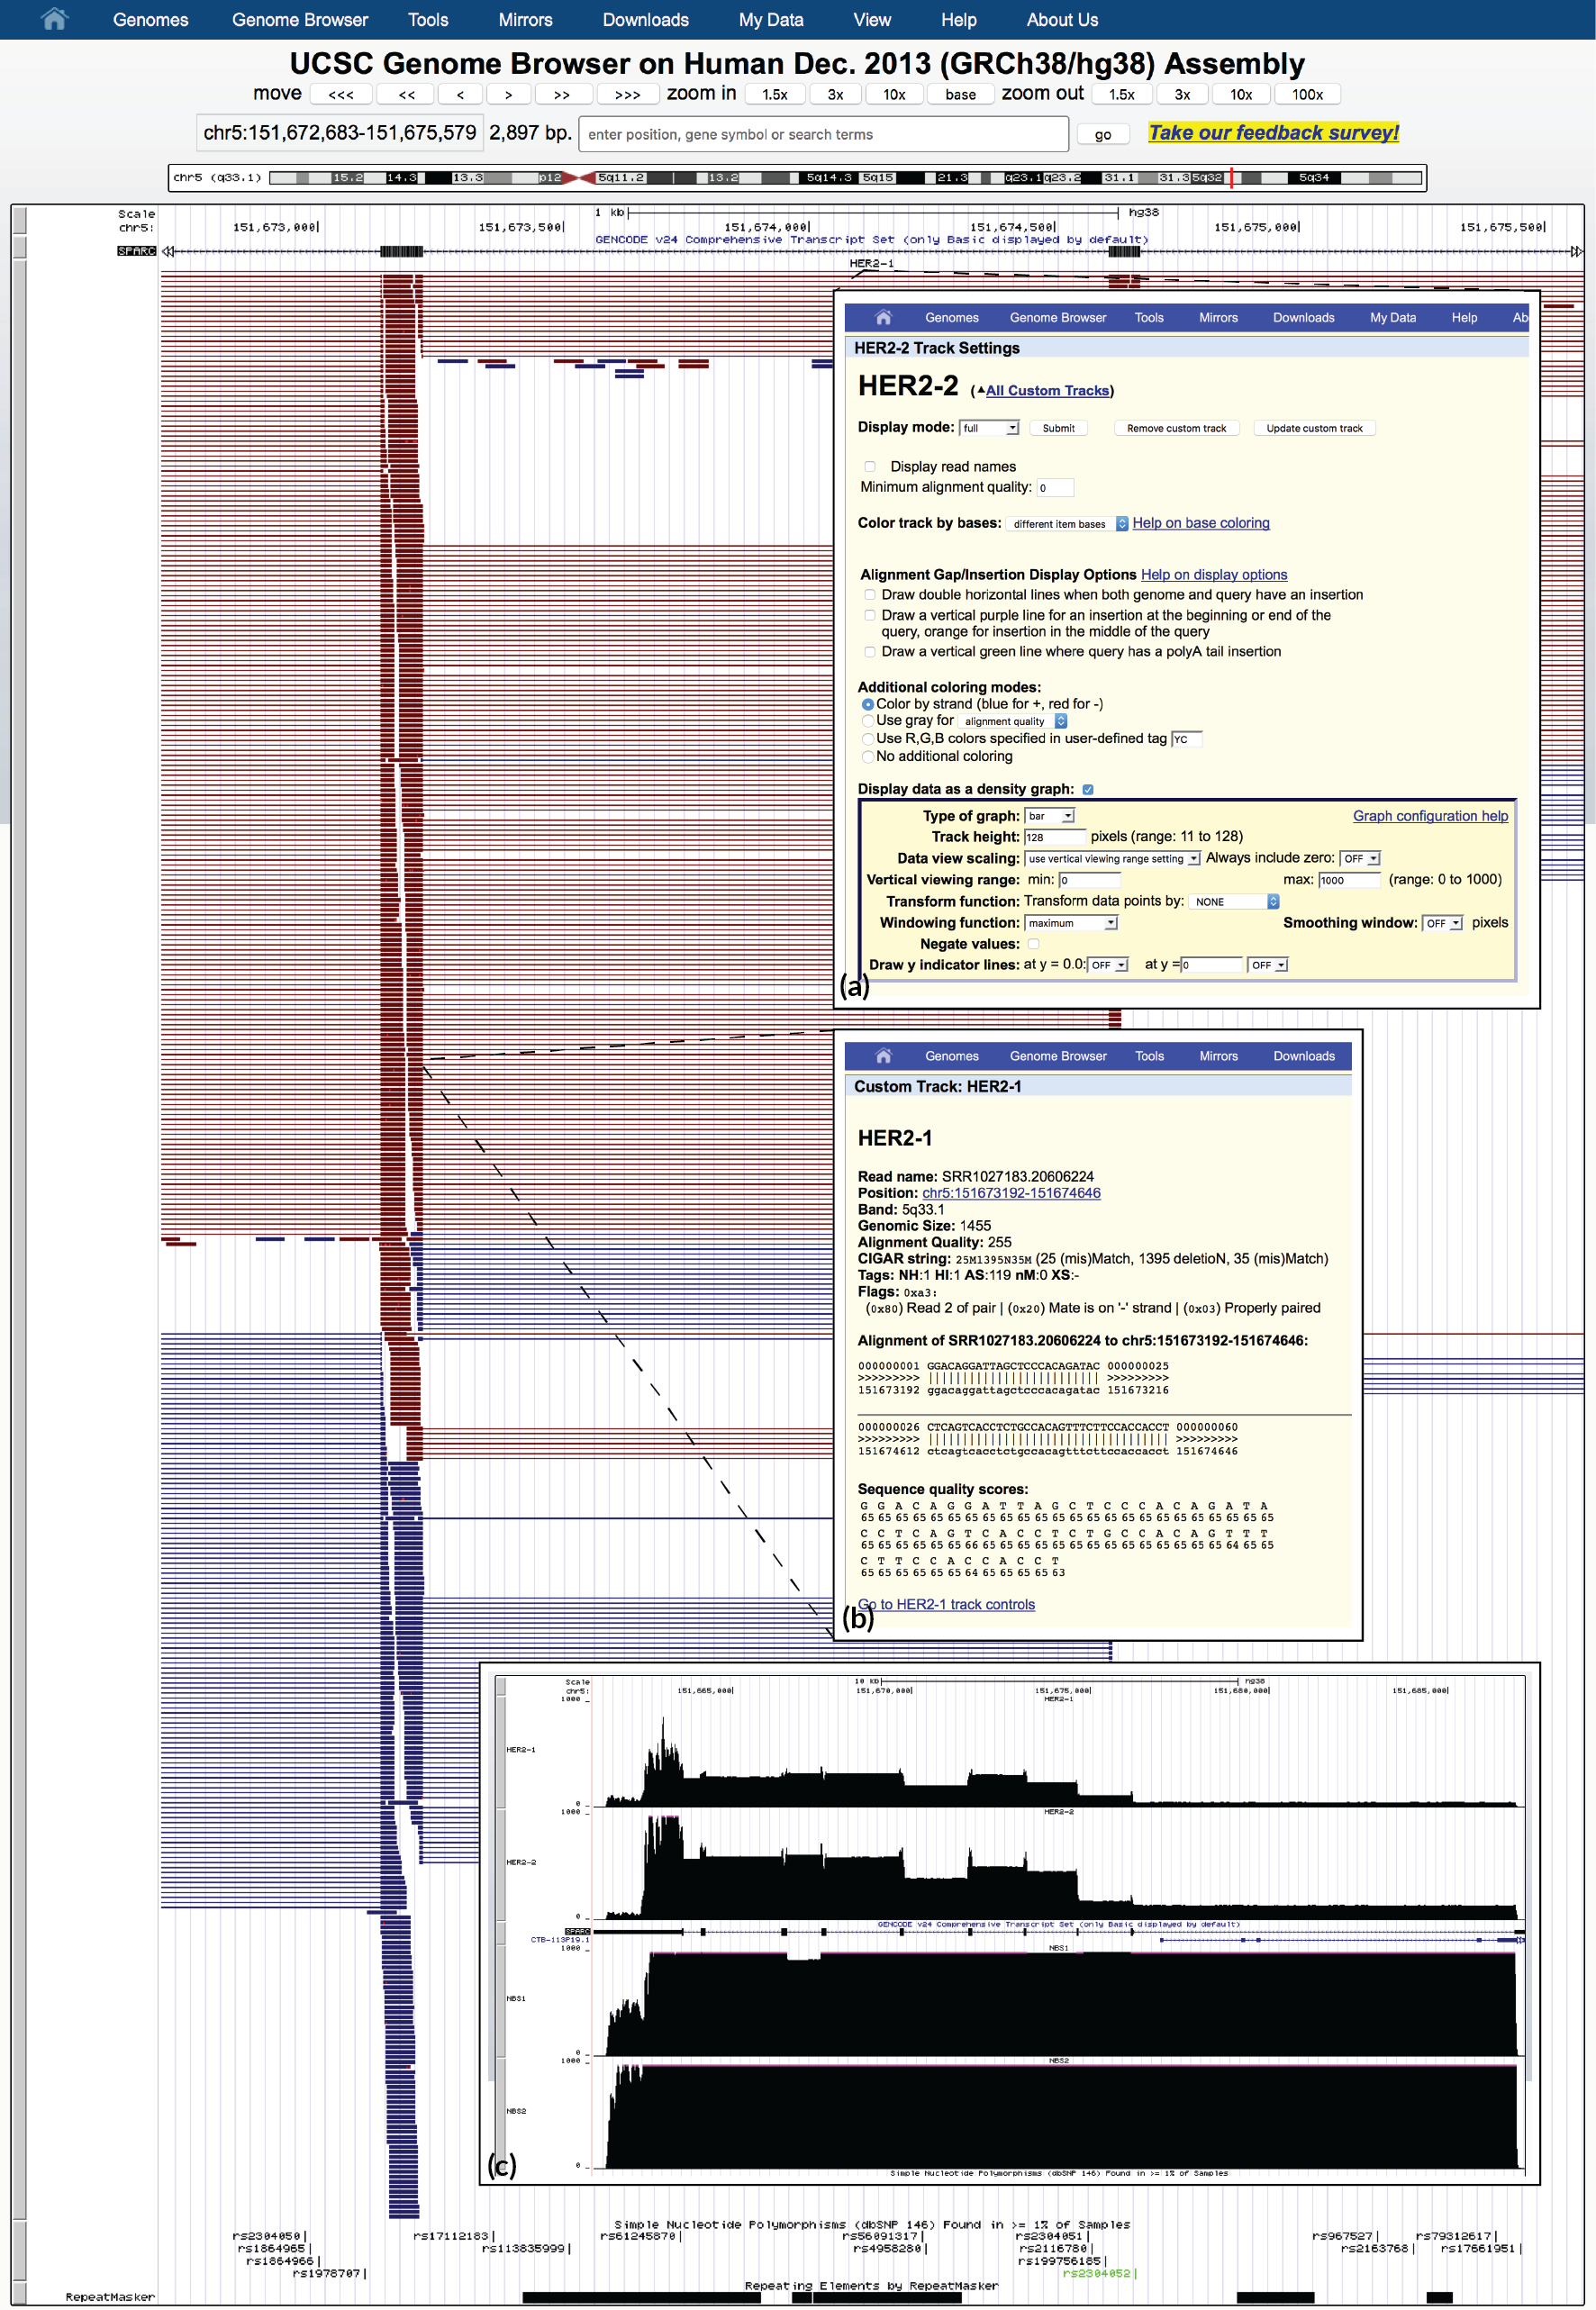 Genomes Genome Browser Tools Mirrors Downloads My Data View Help About Us
UCSC Genome Browser on Human Dec. 2013 (GRCh38/hg38) Assembly
move <<< << < > >> >>> zoom in 1.5x 3x 10x base zoom out 1.5x 3x 10x 100x
chr5:151,672,683-151,675,579 2,897 bp. enter position, gene symbol or search terms go Take our feedback survey!
chr5 (q33.1) 15.2 14.3 13.3 p12 5q11.2 13.2 5q14.3 5q15 21.3 q23.1 q23.2 31.1 31.3 5q32 5q34
Scale 1 kb hg38
chr5: 151,673,000 151,673,500 151,674,000 151,674,500 151,675,000 151,675,500
GENCODE v24 Comprehensive Transcript Set (only Basic displayed by default)
SPARC
HER2-1
Genomes Genome Browser Tools Mirrors Downloads My Data Help Ab
HER2-2 Track Settings
HER2-2 (▲All Custom Tracks)
Display mode: full Submit Remove custom track Update custom track
Display read names
Minimum alignment quality: 0
Color track by bases: different item bases Help on base coloring
Alignment Gap/Insertion Display Options Help on display options
Draw double horizontal lines when both genome and query have an insertion
Draw a vertical purple line for an insertion at the beginning or end of the
query, orange for insertion in the middle of the query
Draw a vertical green line where query has a polyA tail insertion
Additional coloring modes:
Color by strand (blue for +, red for -)
Use gray for alignment quality
Use R,G,B colors specified in user-defined tag YC
No additional coloring
Display data as a density graph:
Type of graph: bar Graph configuration help
Track height: 128 pixels (range: 11 to 128)
Data view scaling: use vertical viewing range setting Always include zero: OFF
Vertical viewing range: min: 0 max: 1000 (range: 0 to 1000)
Transform function: Transform data points by: NONE
Windowing function: maximum Smoothing window: OFF pixels
Negate values:
Draw y indicator lines: at y = 0.0: OFF at y = 0 OFF
(a)
Genomes Genome Browser Tools Mirrors Downloads
Custom Track: HER2-1
HER2-1
Read name: SRR1027183.20606224
Position: chr5:151673192-151674646
Band: 5q33.1
Genomic Size: 1455
Alignment Quality: 255
CIGAR string: 25M1395N35M (25 (mis)Match, 1395 deletioN, 35 (mis)Match)
Tags: NH:1 HI:1 AS:119 nM:0 XS:-
Flags: 0xa3:
(0x80) Read 2 of pair | (0x20) Mate is on '-' strand | (0x03) Properly paired
Alignment of SRR1027183.20606224 to chr5:151673192-151674646:
000000001 GGACAGGATTAGCTCCCACAGATAC 000000025
>>>>>>>>> ||||||||||||||||||||||||| >>>>>>>>>
151673192 ggacaggattagctcccacagatac 151673216
000000026 CTCAGTCACCTCTGCCACAGTTTCTTCCACCACCT 000000060
>>>>>>>>> ||||||||||||||||||||||||||||||||||| >>>>>>>>>
151674612 ctcagtcacctctgccacagtttcttccaccacct 151674646
Sequence quality scores:
G G A C A G G A T T A G C T C C C A C A G A T A
65 65 65 65 65 65 65 65 65 65 65 65 65 65 65 65 65 65 65 65 65 65 65 65
C C T C A G T C A C C T C T G C C A C A G T T T
65 65 65 65 65 65 66 65 65 65 65 65 65 65 65 65 65 65 65 65 65 64 65 65
C T T C C A C C A C C T
65 65 65 65 65 65 64 65 65 65 65 63
Go to HER2-1 track controls
(b)
Scale 10 kb hg38
chr5: 151,665,000 151,670,000 151,675,000 151,680,000 151,685,000
1000 HER2-1
HER2-1
0
1000 HER2-2
HER2-2
0
GENCODE v24 Comprehensive Transcript Set (only Basic displayed by default)
SPARC
CTB-113P19.1
1000 NBS1
NBS1
0
1000 NBS2
NBS2
0
Simple Nucleotide Polymorphisms (dbSNP 146) Found in >= 1% of Samples
(c)
Simple Nucleotide Polymorphisms (dbSNP 146) Found in >= 1% of Samples
rs2304050 rs17112183 rs61245870 rs56091317 rs2304051 rs967527 rs79312617
rs1864965 rs113835999 rs4958280 rs2116780 rs2163768 rs17661951
rs1864966 rs199756185
rs1978707 rs2304052
Repeating Elements by RepeatMasker
RepeatMasker